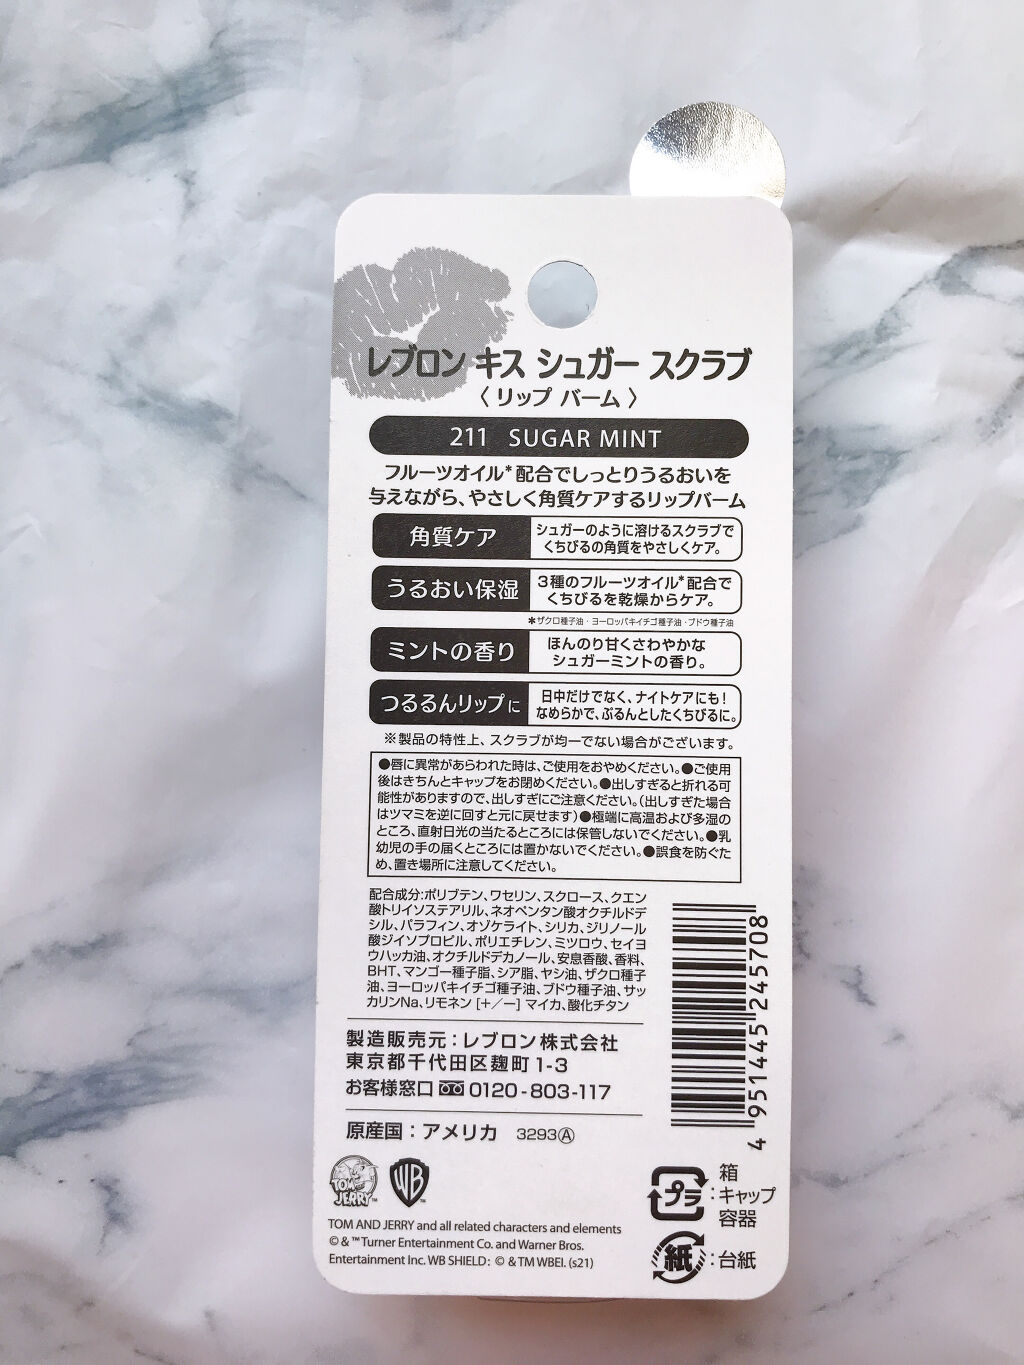 レブロン キス シュガー スクラブ
〈 リップ バーム 〉
211 SUGAR MINT
フルーツオイル*配合でしっとりうるおいを
与えながら、やさしく角質ケアするリップバーム
角質ケア
シュガーのように溶けるスクラブで
くちびるの角質をやさしくケア。
うるおい保湿
3種のフルーツオイル*配合で
くちびるを乾燥からケア。
*ザクロ種子油・ヨーロッパキイチゴ種子油・ブドウ種子油
ミントの香り
ほんのり甘くさわやかな
シュガーミントの香り。
つるるんリップに
日中だけでなく、ナイトケアにも!
なめらかで、ぷるんとしたくちびるに。
※製品の特性上、スクラブが均一でない場合がございます。
●唇に異常があらわれた時は、ご使用をおやめください。●ご使用
後はきちんとキャップをお閉めください。●出しすぎると折れる可
能性がありますので、出しすぎにご注意ください。(出しすぎた場合
はツマミを逆に回すと元に戻せます)●極端に高温および多湿の
ところ、直射日光の当たるところには保管しないでください。●乳
幼児の手の届くところには置かないでください。●誤食を防ぐた
め、置き場所に注意してください。
配合成分:ポリブテン、ワセリン、スクロース、クエン
酸トリイソステアリル、ネオペンタン酸オクチルドデ
シル、パラフィン、オゾケライト、シリカ、ジリノール
酸ジイソプロピル、ポリエチレン、ミツロウ、セイヨ
ウハッカ油、オクチルドデカノール、安息香酸、香料、
BHT、マンゴー種子脂、シア脂、ヤシ油、ザクロ種子
油、ヨーロッパキイチゴ種子油、ブドウ種子油、サッ
カリンNa、リモネン [+/ー] マイカ、酸化チタン
製造販売元:レブロン株式会社
東京都千代田区麹町1-3
お客様窓口 0120-803-117
原産国:アメリカ 3293Ⓐ
4 951445 245708
TOM AND JERRY™
WB™
TOM AND JERRY and all related characters and elements
© & ™ Turner Entertainment Co. and Warner Bros.
Entertainment Inc. WB SHIELD: © & TM WBEI. (s21)
プラ
:
箱
キャップ
容器
紙
:台紙